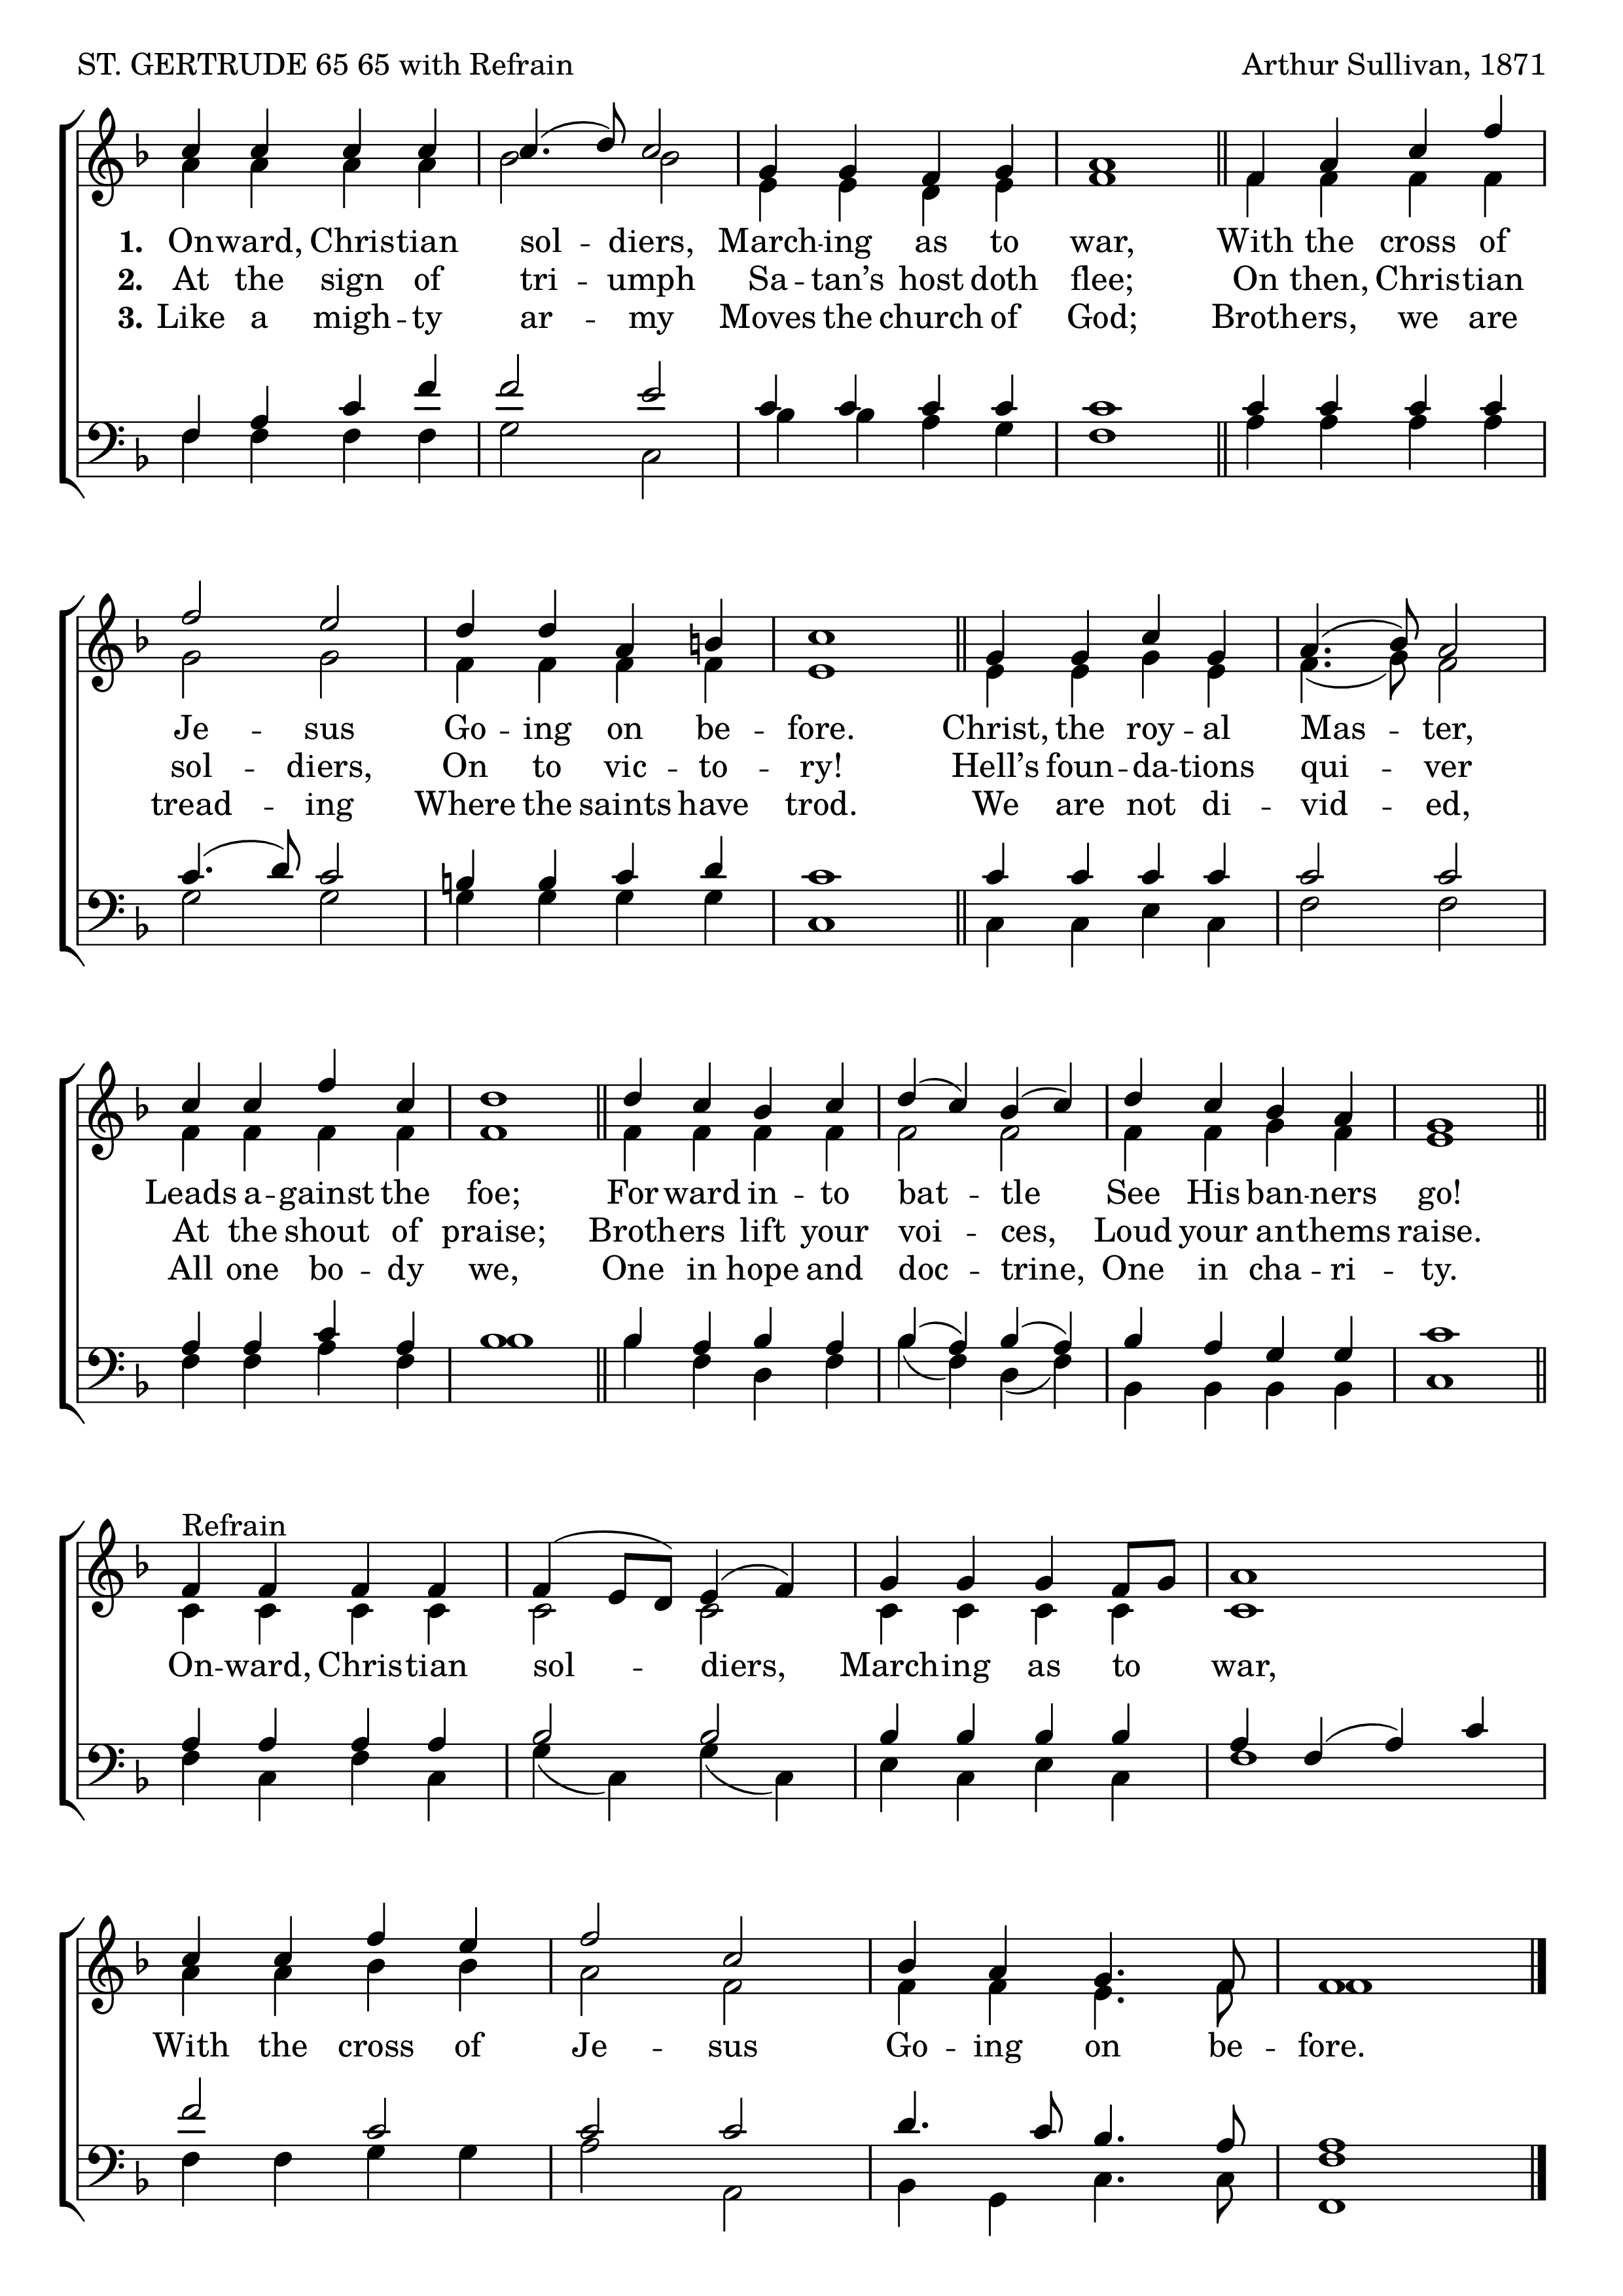 ST. GERTRUDE 65 65 with Refrain
Arthur Sullivan, 1871
1. Onward, Christian sol -- diers, March -- ing as to war, With the cross of
2. At the sign of tri -- umph Sa -- tan’s host doth flee; On then, Chris -- tian
3. Like a migh -- ty ar -- my Moves the church of God; Brothers, we are
Je -- sus Go -- ing on be -- fore. Christ, the roy -- al Mas -- ter,
sol -- diers, On to vic -- to -- ry! Hell’s foun -- da -- tions qui -- ver
tread -- ing Where the saints have trod. We are not di -- vid -- ed,
Leads a -- gainst the foe; Forward in -- to bat -- tle See His ban -- ners go!
At the shout of praise; Brothers lift your voi -- ces, Loud your anthems raise.
All one bo -- dy we, One in hope and doc -- trine, One in cha -- ri -- ty.
Refrain
On -- ward, Christian sol -- diers, Marching as to war,
With the cross of Je -- sus Go -- ing on be -- fore.